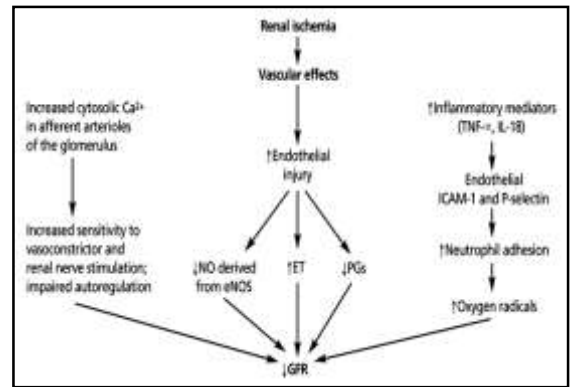 Renal ischemia
Vascular effects
Increased cytosolic Ca²⁺
in afferent arterioles
of the glomerulus
Increased sensitivity to
vasoconstrictor and
renal nerve stimulation;
impaired autoregulation
↑Endothelial
injury
↓NO derived
from eNOS
↑ET
↓PGs
↑Inflammatory mediators
(TNF-∝, IL-18)
Endothelial
ICAM-1 and P-selectin
↑Neutrophil adhesion
↑Oxygen radicals
↓GFR